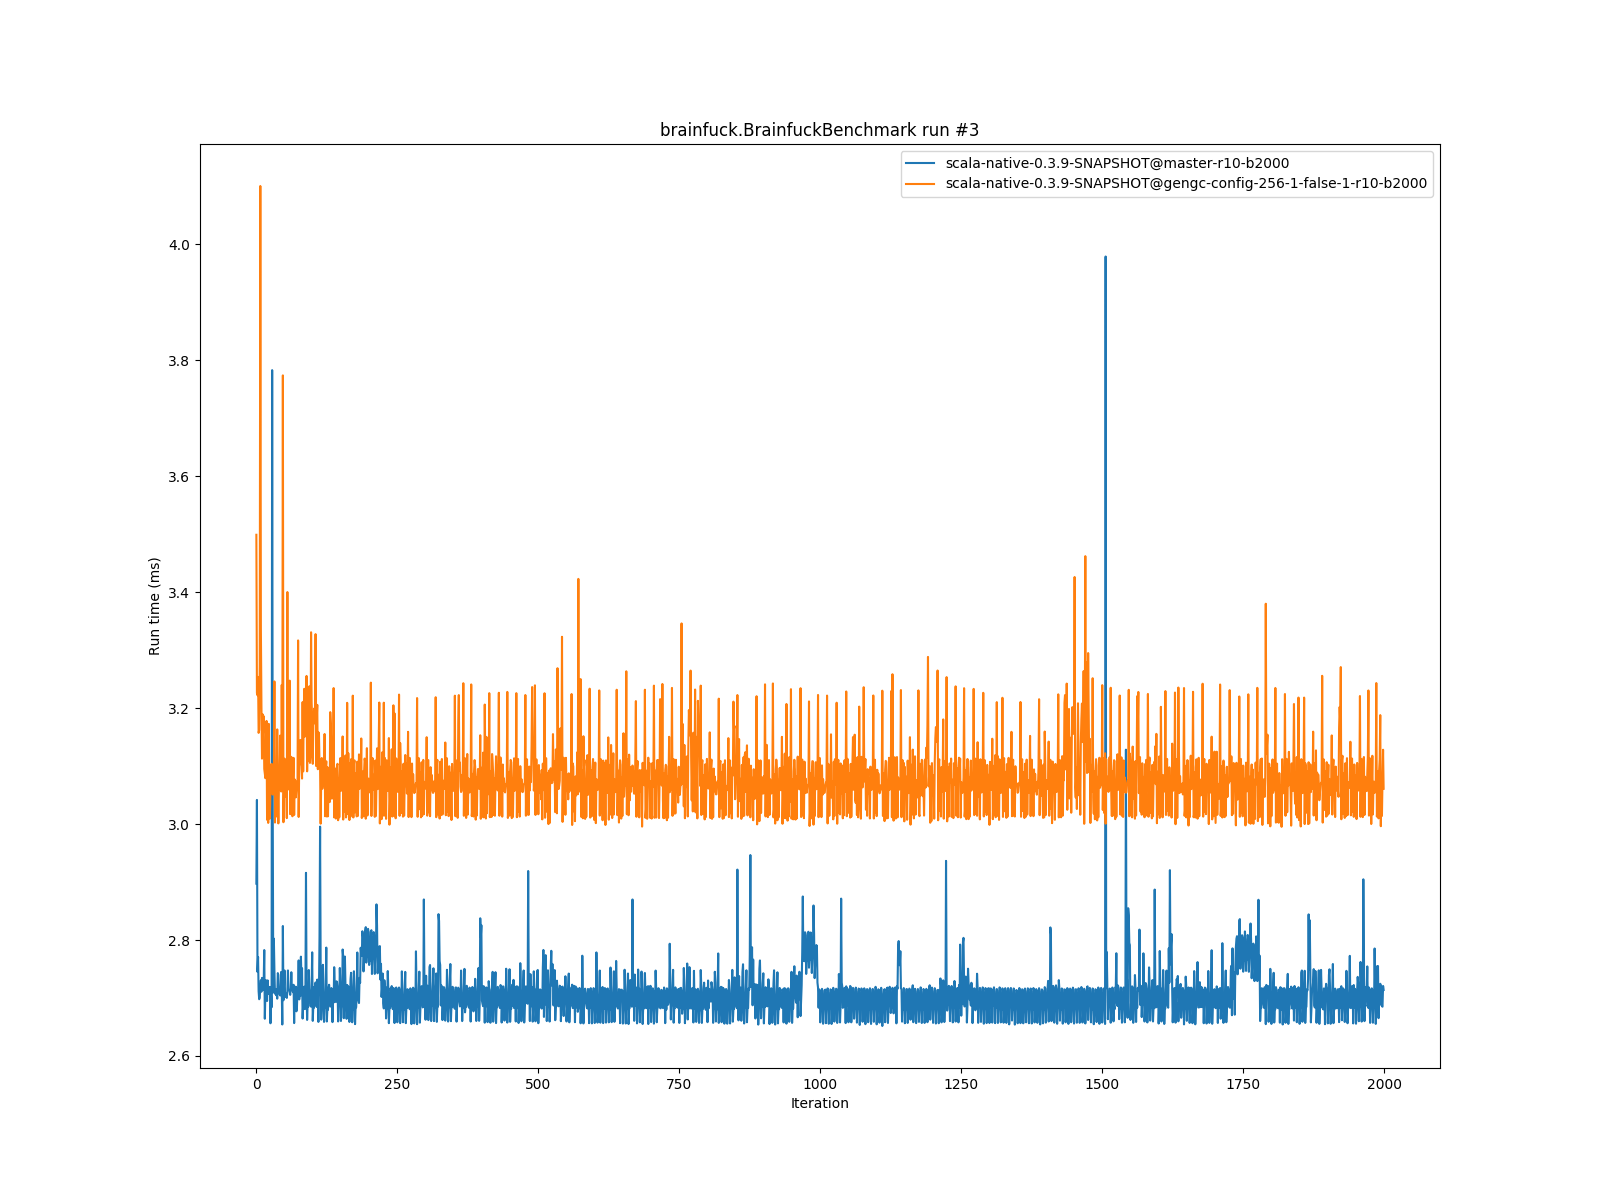 brainfuck.BrainfuckBenchmark run #3
scala-native-0.3.9-SNAPSHOT@master-r10-b2000
scala-native-0.3.9-SNAPSHOT@gengc-config-256-1-false-1-r10-b2000
Run time (ms)
4.0
3.8
3.6
3.4
3.2
3.0
2.8
2.6
0 250 500 750 1000 1250 1500 1750 2000
Iteration